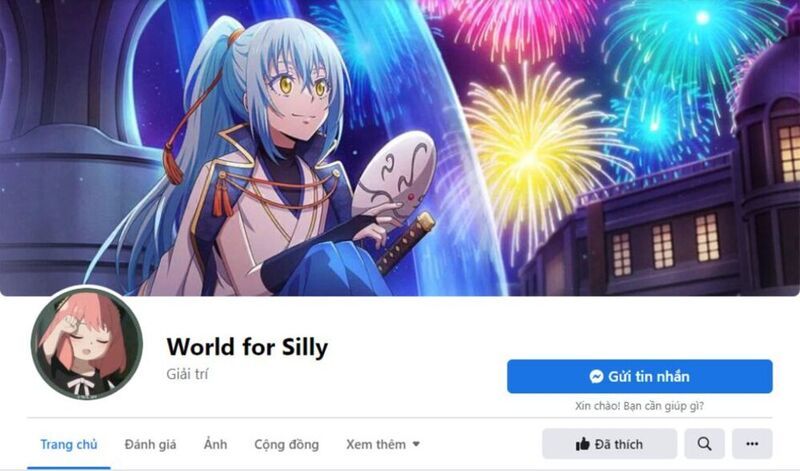 World for Silly
Giải trí
Gửi tin nhắn
Xin chào! Bạn cần giúp gì?
Trang chủ
Đánh giá
Ảnh
Cộng đồng
Xem thêm
Đã thích